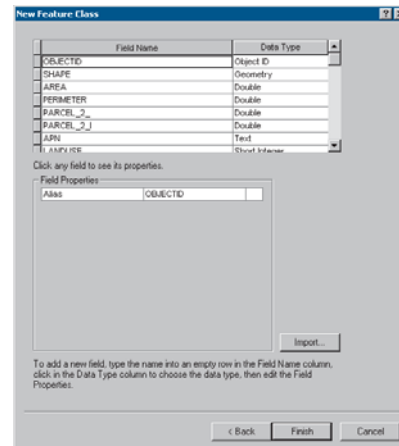 New Feature Class
Field Name Data Type
OBJECTID Object ID
SHAPE Geometry
AREA Double
PERIMETER Double
PARCEL_2_ Double
PARCEL_2_I Double
APN Text
LANDUSE Short Integer
Click any field to see its properties.
Field Properties
Alias OBJECTID
Import...
To add a new field, type the name into an empty row in the Field Name column,
click in the Data Type column to choose the data type, then edit the Field
Properties.
< Back Finish Cancel